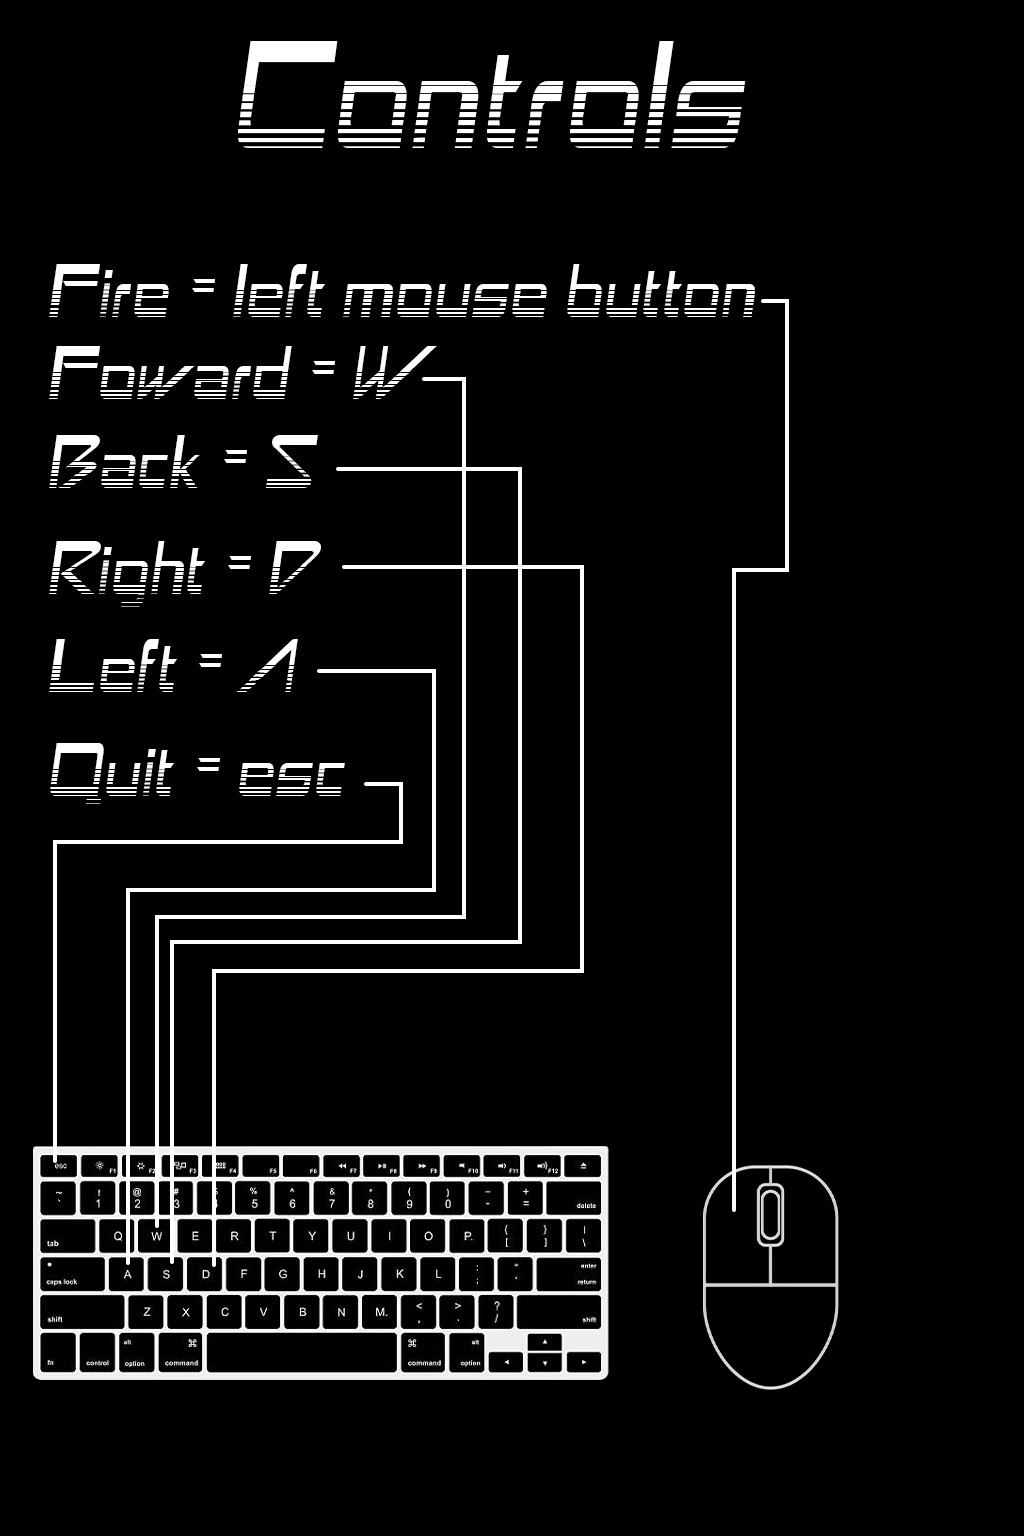 Controls
Fire = left mouse button
Foward = W
Back = S
Right = D
Left = A
Quit = esc
esc F1 F2 F3 F4 F5 F6 F7 F8 F9 F10 F11 F12
~ ` ! 1 @ 2 # 3 $ 4 % 5 ^ 6 & 7 * 8 ( 9 ) 0 – - + = delete
tab Q W E R T Y U I O P. { [ } ] | \
caps lock A S D F G H J K L : ; “ ‘ enter return
shift Z X C V B N M. < , > . ? / shift
fn control alt option ⌘ command ⌘ command alt option ◄ ▲ ▼ ►